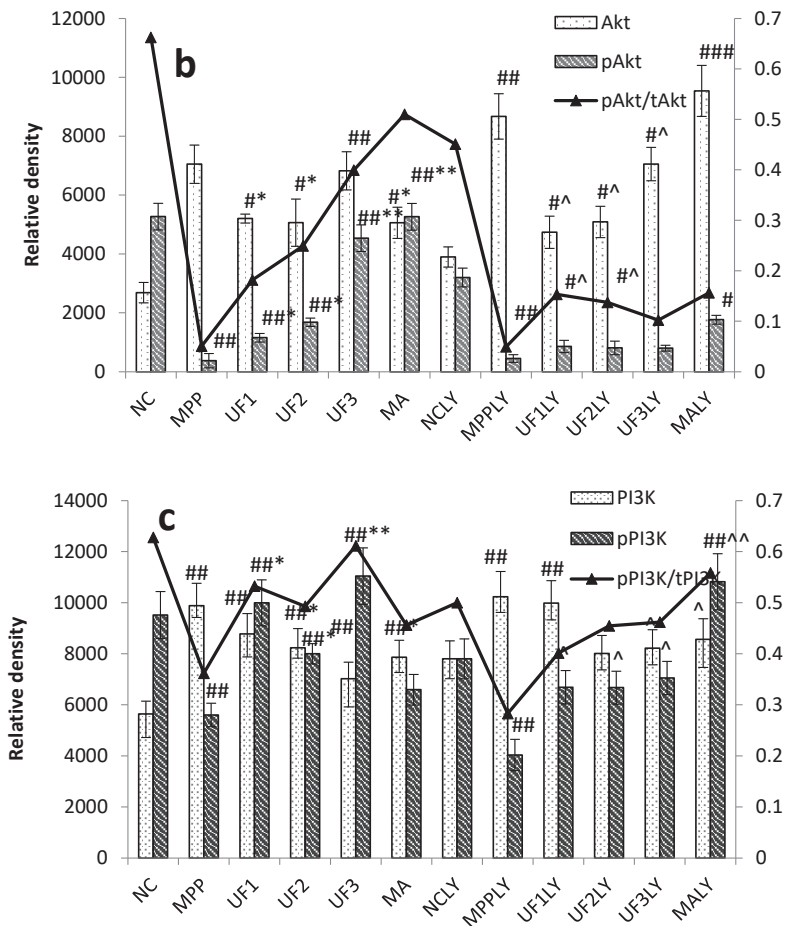 b
Akt
pAkt
pAkt/tAkt
Relative density
12000
10000
8000
6000
4000
2000
0
0.7
0.6
0.5
0.4
0.3
0.2
0.1
0
##
#*
##*
#*
##*
##
##**
#*
##**
##
##
#^
#^
#^
#^
#^
###
#
NC
MPP
UF1
UF2
UF3
MA
NCLY
MPPLY
UF1LY
UF2LY
UF3LY
MALY
c
PI3K
pPI3K
pPI3K/tPI3K
Relative density
14000
12000
10000
8000
6000
4000
2000
0
0.7
0.6
0.5
0.4
0.3
0.2
0.1
0
##
##
##
##*
##*
##*
##
##**
##*
##
##
##
^
^
^
^
##^^
NC
MPP
UF1
UF2
UF3
MA
NCLY
MPPLY
UF1LY
UF2LY
UF3LY
MALY